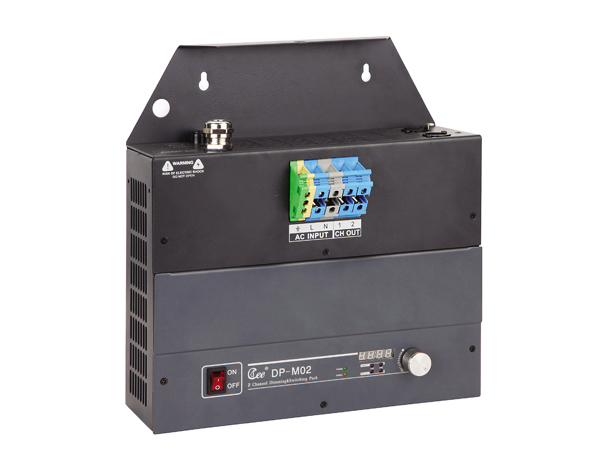 WARNING
RISK OF ELECTRIC SHOCK
DO NOT OPEN
L N 1 2
AC INPUT CH OUT
ON
OFF
CLee® DP-M02
2 Channel Dimming&Switching Pack